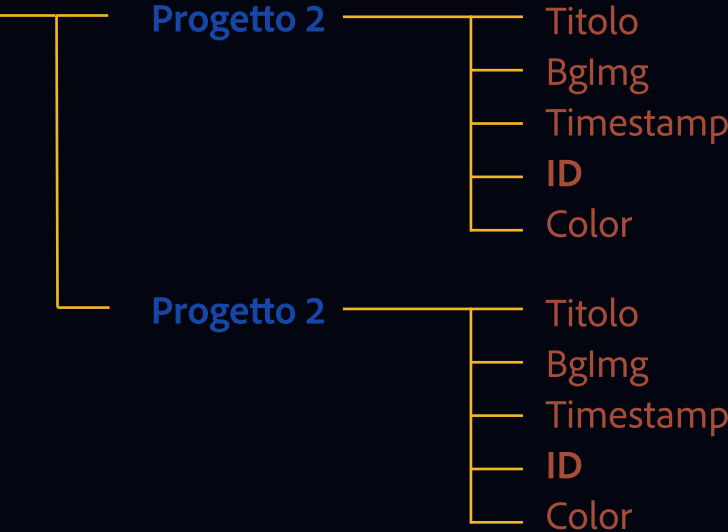 Progetto 2
Titolo
BgImg
Timestamp
ID
Color
Progetto 2
Titolo
BgImg
Timestamp
ID
Color